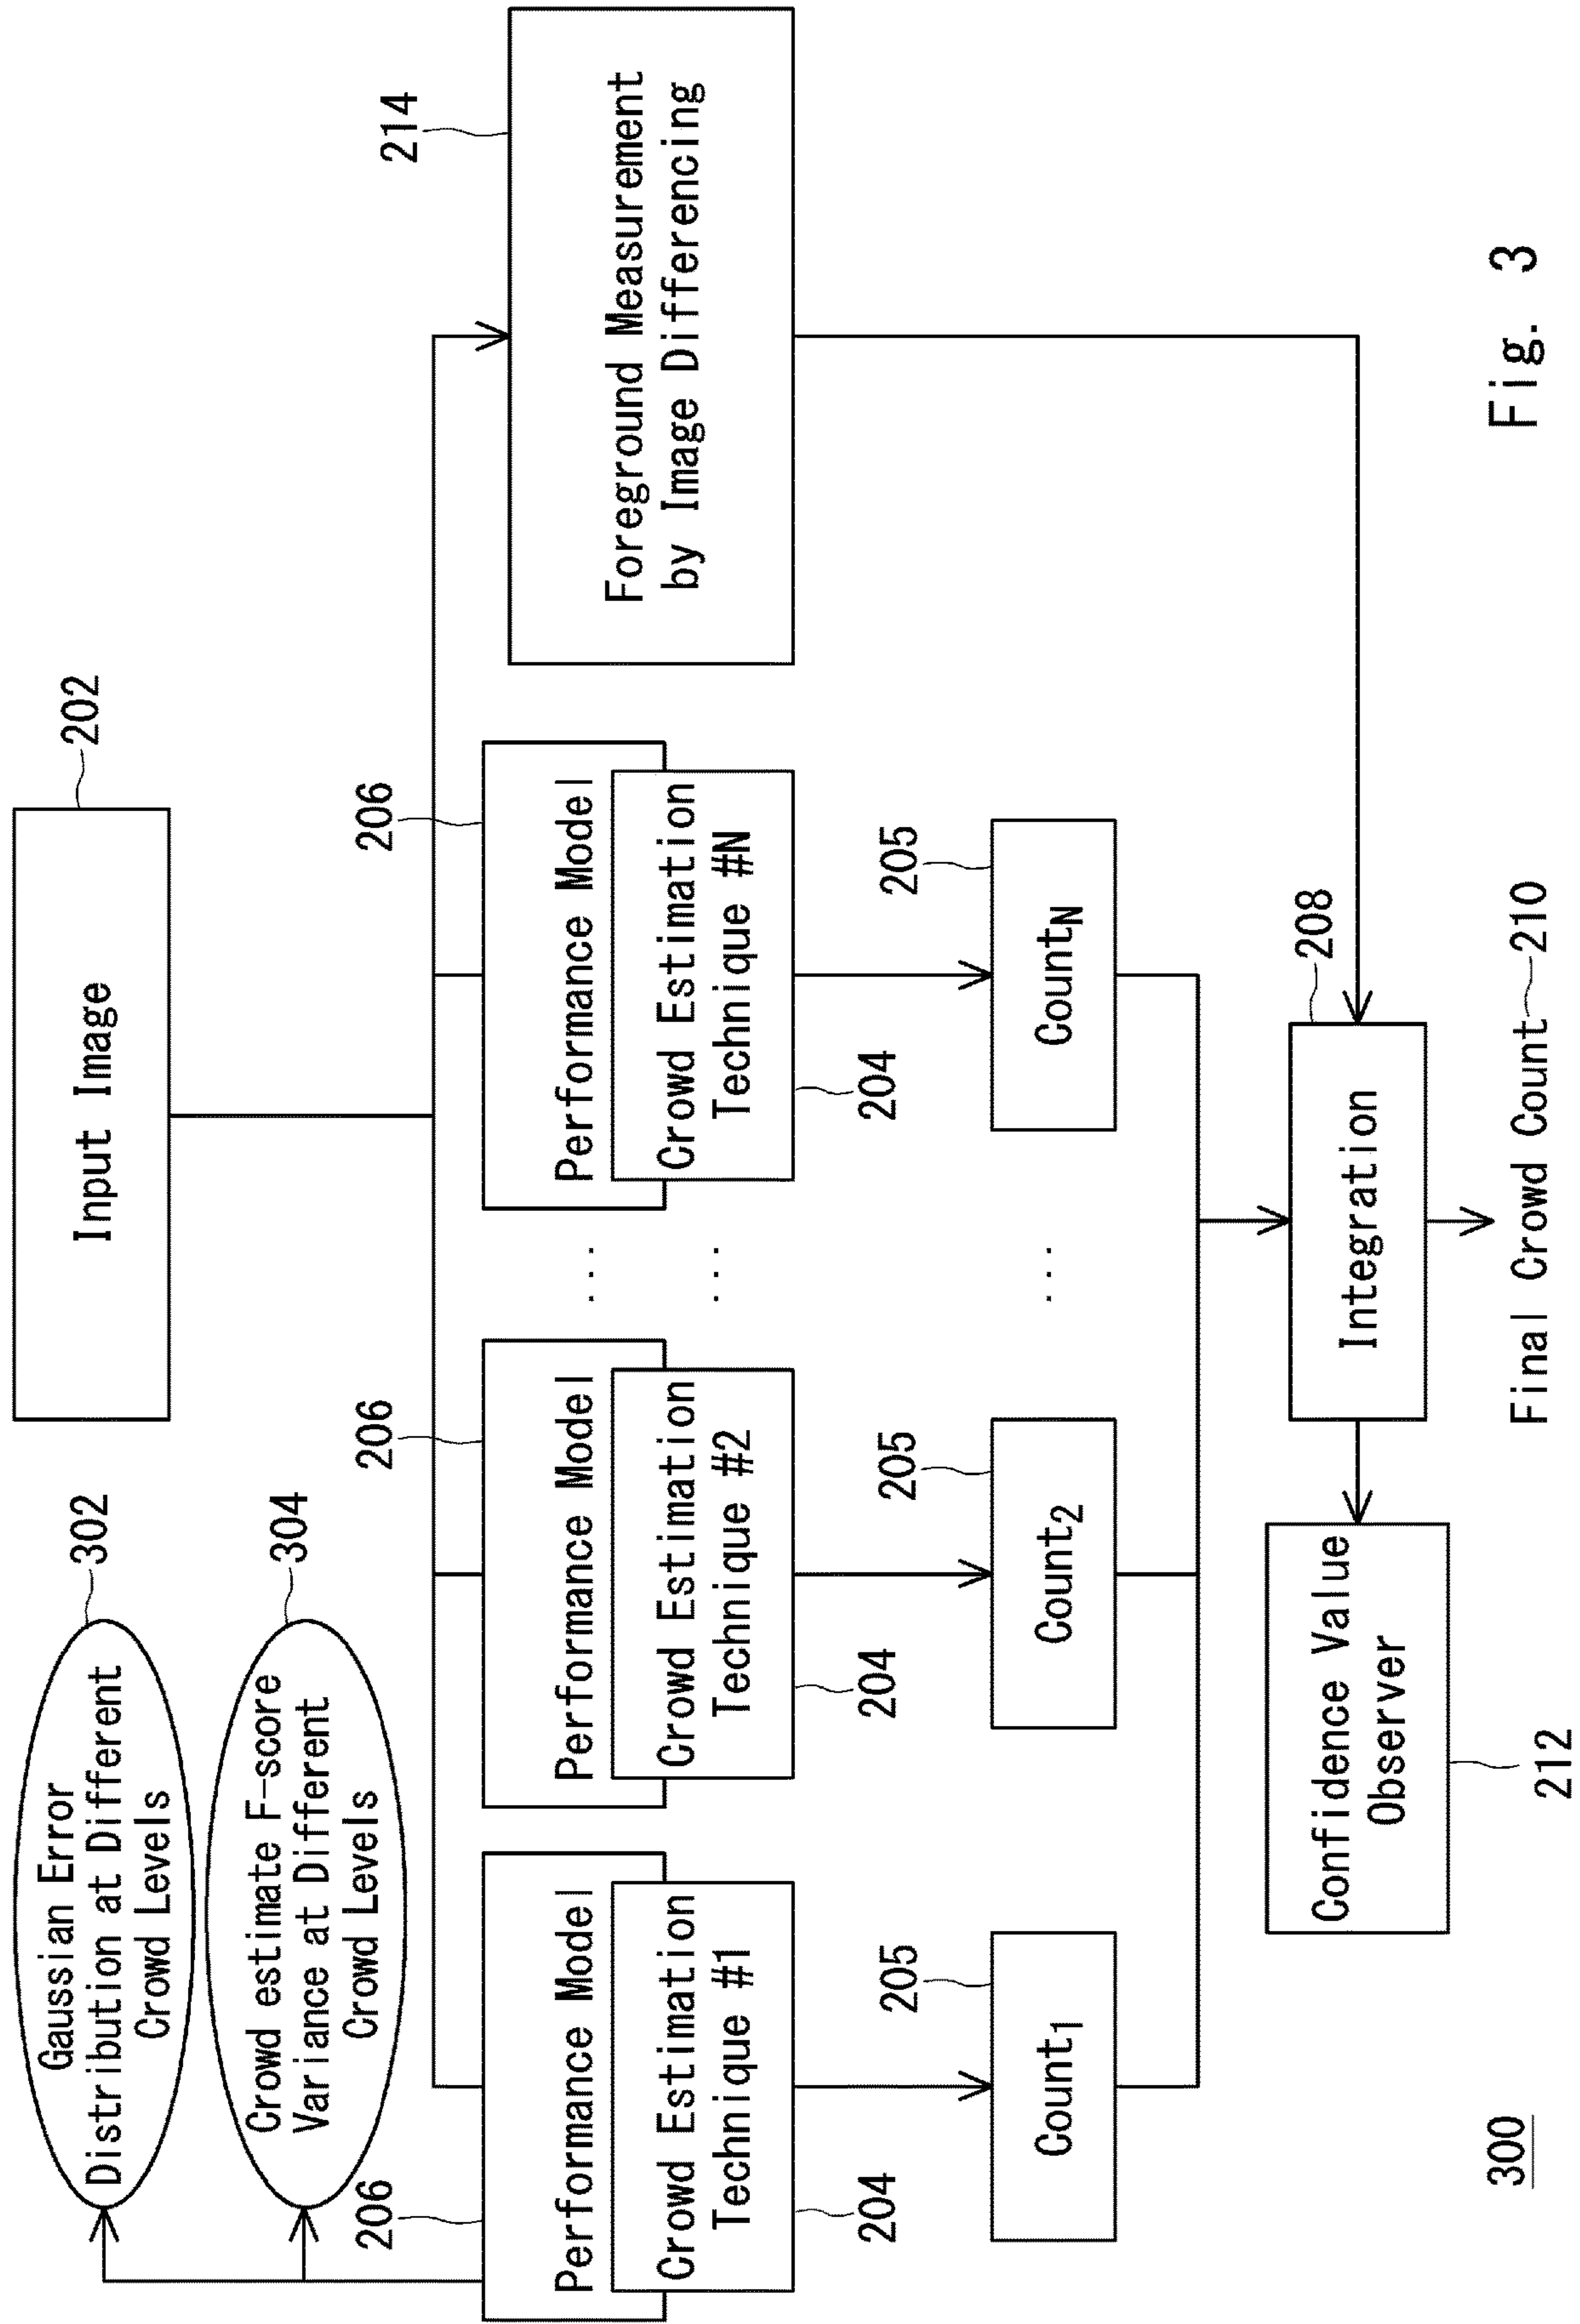 Input Image
202
Gaussian Error
Distribution at Different
Crowd Levels
302
Crowd estimate F-score
Variance at Different
Crowd Levels
304
206
Performance Model
Crowd Estimation
Technique #1
204
206
Performance Model
Crowd Estimation
Technique #2
204
...
...
206
Performance Model
Crowd Estimation
Technique #N
204
214
Foreground Measurement
by Image Differencing
205
Count1
205
Count2
...
205
CountN
Confidence Value
Observer
212
Integration
208
Final Crowd Count
210
300
Fig. 3